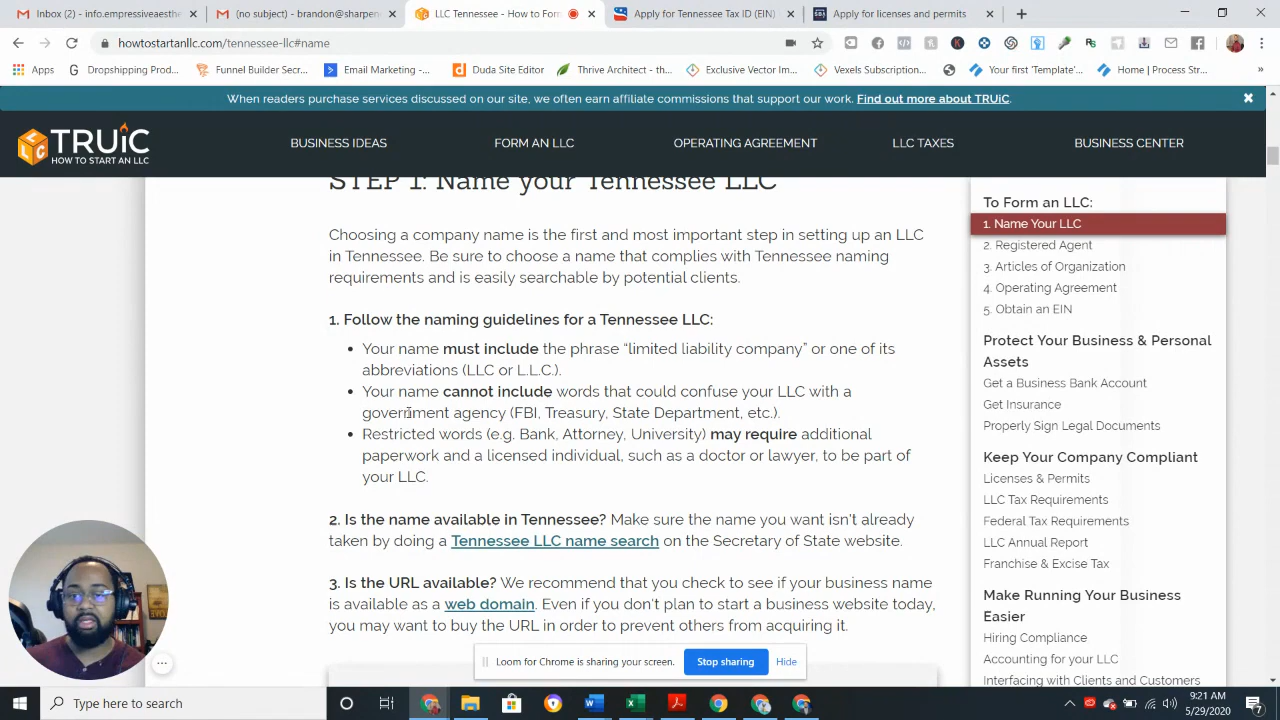 Inbox (2) - info.empressiveaesthe
(no subject) - brandon@sharpen
LLC Tennessee - How to Form
Apply for Tennessee Tax ID (EIN)
Apply for licenses and permits
howtostartanllc.com/tennessee-llc#name
Apps
Dropshipping Prod...
Funnel Builder Secr...
Email Marketing -...
Duda Site Editor
Thrive Architect - th...
Exclusive Vector Im...
Vexels Subscription...
Your first 'Template'...
Home | Process Str...
When readers purchase services discussed on our site, we often earn affiliate commissions that support our work. Find out more about TRUiC.
TRUiC
HOW TO START AN LLC
BUSINESS IDEAS
FORM AN LLC
OPERATING AGREEMENT
LLC TAXES
BUSINESS CENTER
STEP 1: Name your Tennessee LLC
Choosing a company name is the first and most important step in setting up an LLC
in Tennessee. Be sure to choose a name that complies with Tennessee naming
requirements and is easily searchable by potential clients.
1. Follow the naming guidelines for a Tennessee LLC:
• Your name must include the phrase “limited liability company” or one of its
abbreviations (LLC or L.L.C.).
• Your name cannot include words that could confuse your LLC with a
government agency (FBI, Treasury, State Department, etc.).
• Restricted words (e.g. Bank, Attorney, University) may require additional
paperwork and a licensed individual, such as a doctor or lawyer, to be part of
your LLC.
2. Is the name available in Tennessee? Make sure the name you want isn't already
taken by doing a Tennessee LLC name search on the Secretary of State website.
3. Is the URL available? We recommend that you check to see if your business name
is available as a web domain. Even if you don't plan to start a business website today,
you may want to buy the URL in order to prevent others from acquiring it.
To Form an LLC:
1. Name Your LLC
2. Registered Agent
3. Articles of Organization
4. Operating Agreement
5. Obtain an EIN
Protect Your Business & Personal
Assets
Get a Business Bank Account
Get Insurance
Properly Sign Legal Documents
Keep Your Company Compliant
Licenses & Permits
LLC Tax Requirements
Federal Tax Requirements
LLC Annual Report
Franchise & Excise Tax
Make Running Your Business
Easier
Hiring Compliance
Accounting for your LLC
Interfacing with Clients and Customers
Loom for Chrome is sharing your screen.
Stop sharing
Hide
Type here to search
9:21 AM
5/29/2020
7